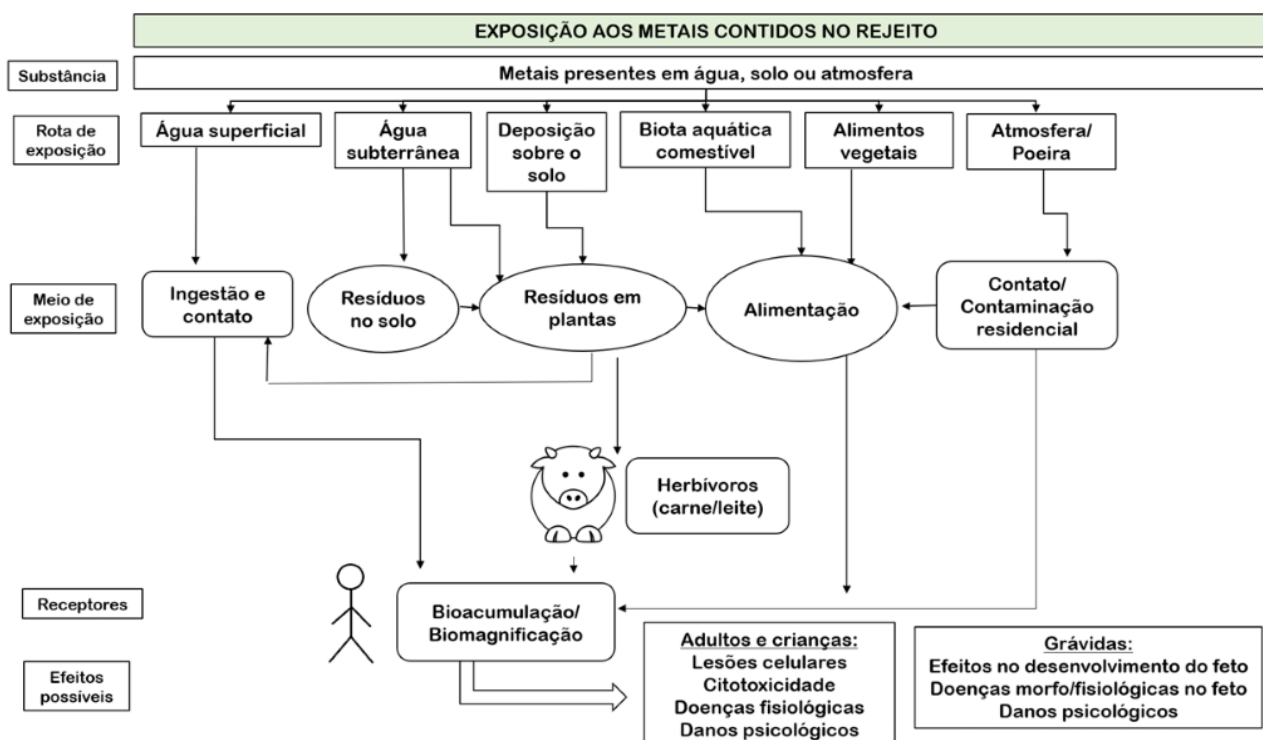 EXPOSIÇÃO AOS METAIS CONTIDOS NO REJEITO
Substância
Metais presentes em água, solo ou atmosfera
Rota de
exposição
Água superficial
Água
subterrânea
Deposição
sobre o
solo
Biota aquática
comestível
Alimentos
vegetais
Atmosfera/
Poeira
Meio de
exposição
Ingestão e
contato
Resíduos
no solo
Resíduos em
plantas
Alimentação
Contato/
Contaminação
residencial
Herbívoros
(carne/leite)
Receptores
Bioacumulação/
Biomagnificação
Efeitos
possíveis
Adultos e crianças:
Lesões celulares
Citotoxicidade
Doenças fisiológicas
Danos psicológicos
Grávidas:
Efeitos no desenvolvimento do feto
Doenças morfo/fisiológicas no feto
Danos psicológicos